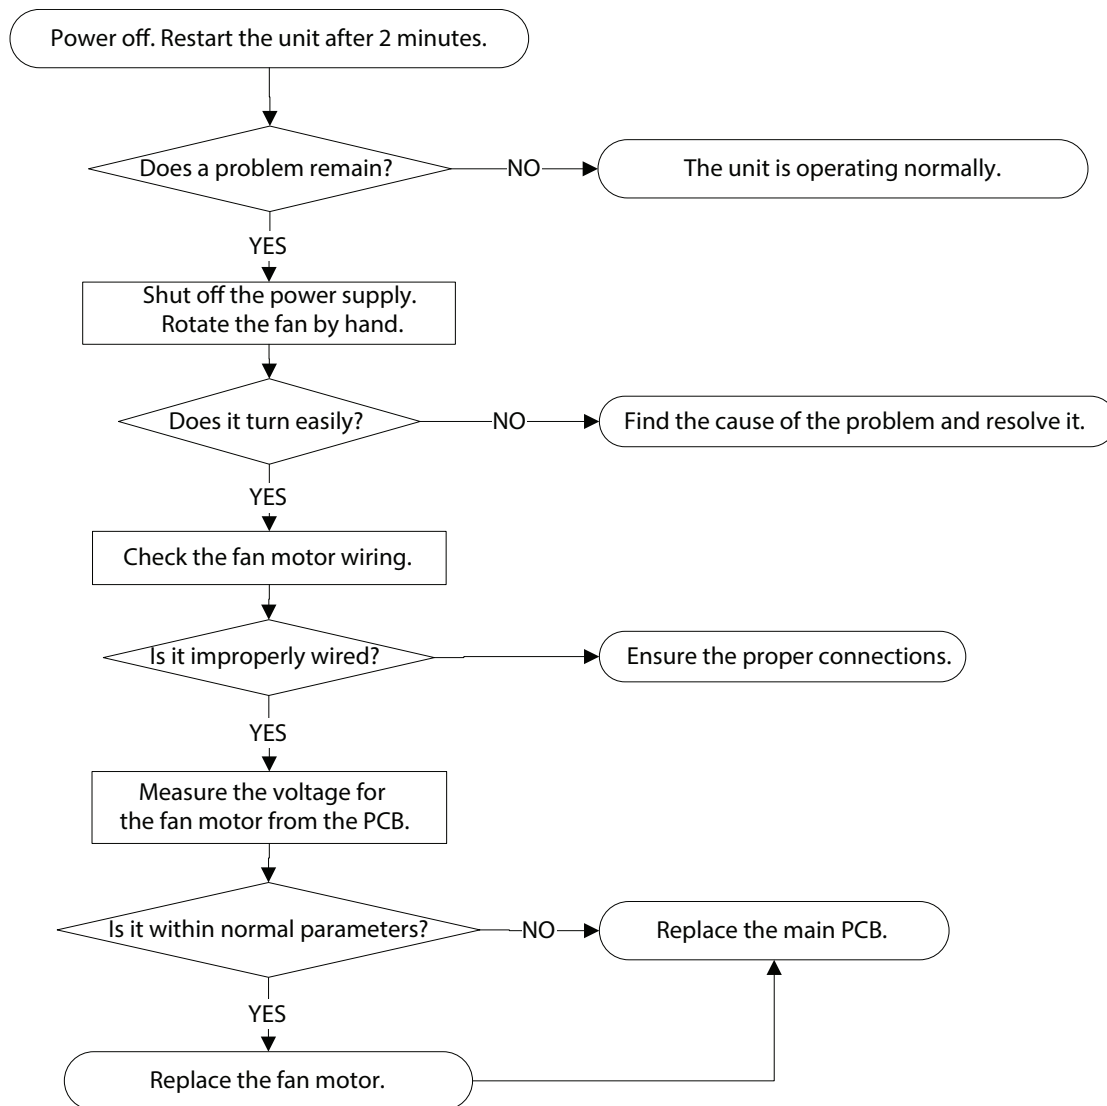 Power off. Restart the unit after 2 minutes.
Does a problem remain?
NO
The unit is operating normally.
YES
Shut off the power supply.
Rotate the fan by hand.
Does it turn easily?
NO
Find the cause of the problem and resolve it.
YES
Check the fan motor wiring.
Is it improperly wired?
Ensure the proper connections.
YES
Measure the voltage for
the fan motor from the PCB.
Is it within normal parameters?
NO
Replace the main PCB.
YES
Replace the fan motor.